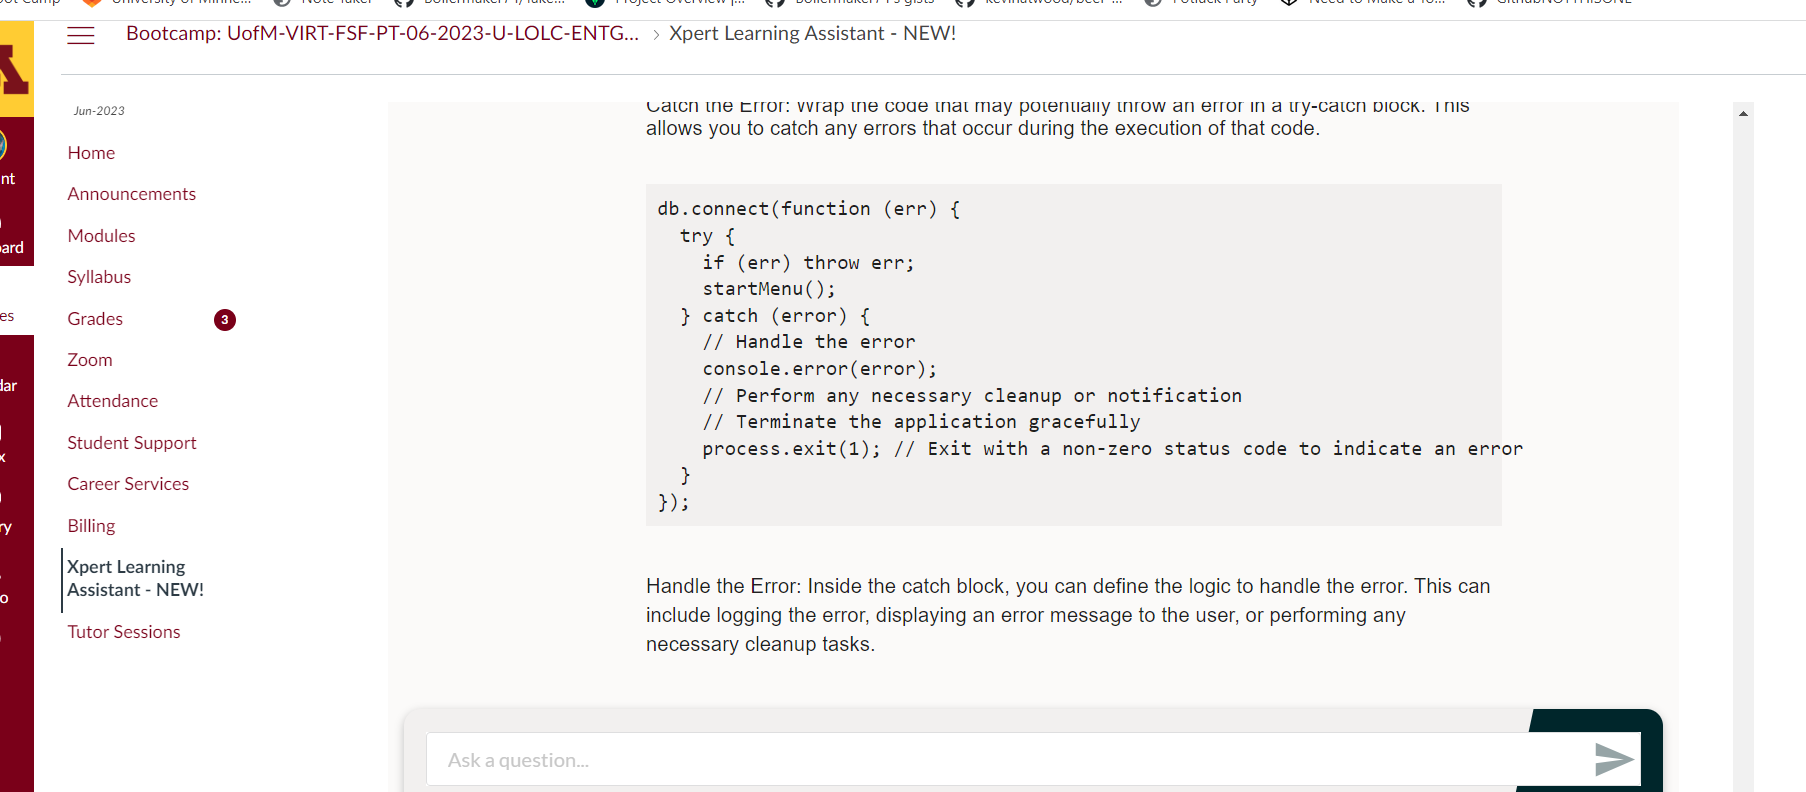 Bootcamp: UofM-VIRT-FSF-PT-06-2023-U-LOLC-ENTG... > Xpert Learning Assistant - NEW!
Jun-2023
Home
Announcements
Modules
Syllabus
Grades 3
Zoom
Attendance
Student Support
Career Services
Billing
Xpert Learning
Assistant - NEW!
Tutor Sessions
Catch the Error: Wrap the code that may potentially throw an error in a try-catch block. This
allows you to catch any errors that occur during the execution of that code.
db.connect(function (err) {
  try {
    if (err) throw err;
    startMenu();
  } catch (error) {
    // Handle the error
    console.error(error);
    // Perform any necessary cleanup or notification
    // Terminate the application gracefully
    process.exit(1); // Exit with a non-zero status code to indicate an error
  }
});
Handle the Error: Inside the catch block, you can define the logic to handle the error. This can
include logging the error, displaying an error message to the user, or performing any
necessary cleanup tasks.
Ask a question...